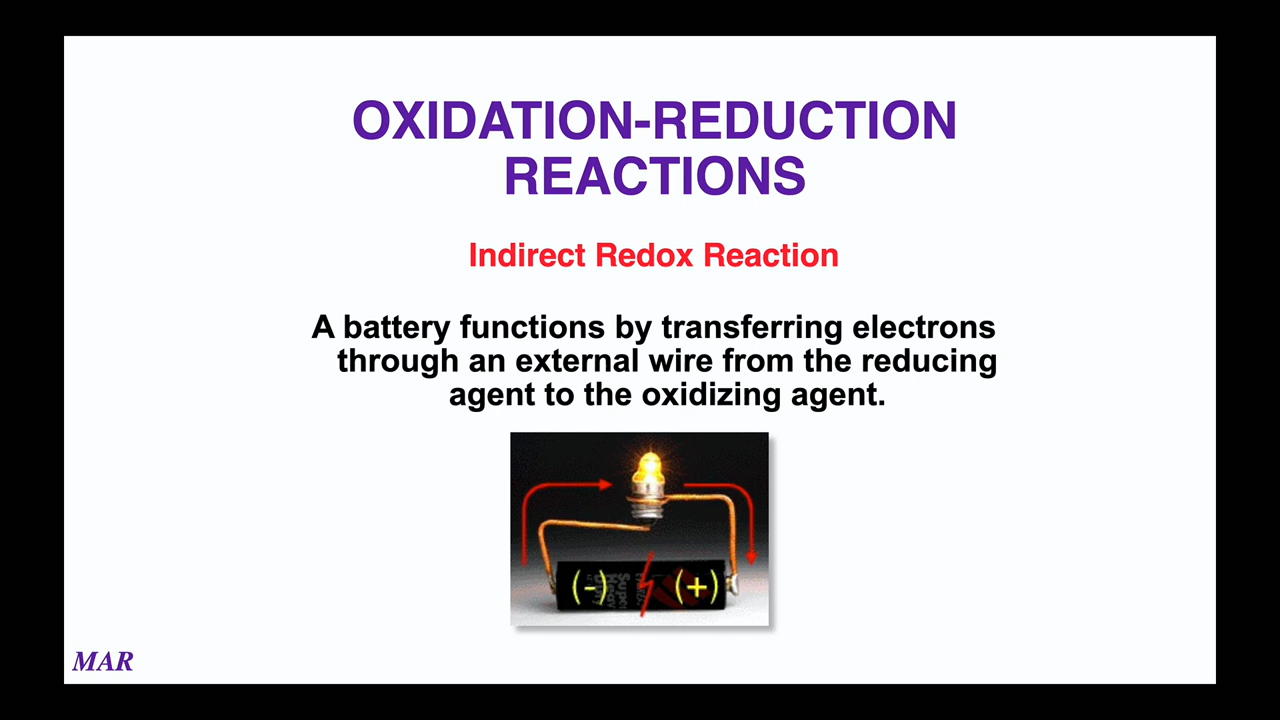 OXIDATION-REDUCTION
REACTIONS
Indirect Redox Reaction
A battery functions by transferring electrons
through an external wire from the reducing
agent to the oxidizing agent.
(-)
(+)
MAR